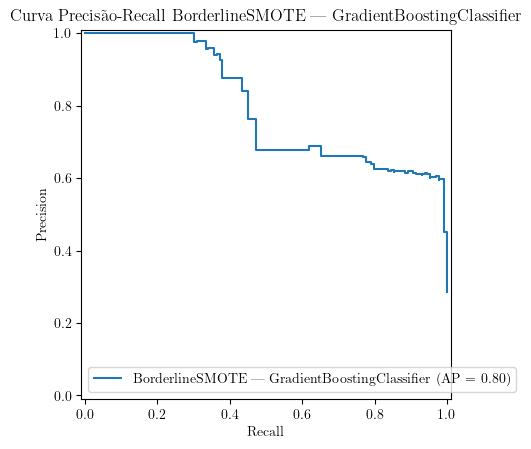 Curva Precisão-Recall BorderlineSMOTE — GradientBoostingClassifier
1.0
0.8
0.6
0.4
0.2
0.0
Precision
BorderlineSMOTE — GradientBoostingClassifier (AP = 0.80)
0.0 0.2 0.4 0.6 0.8 1.0
Recall